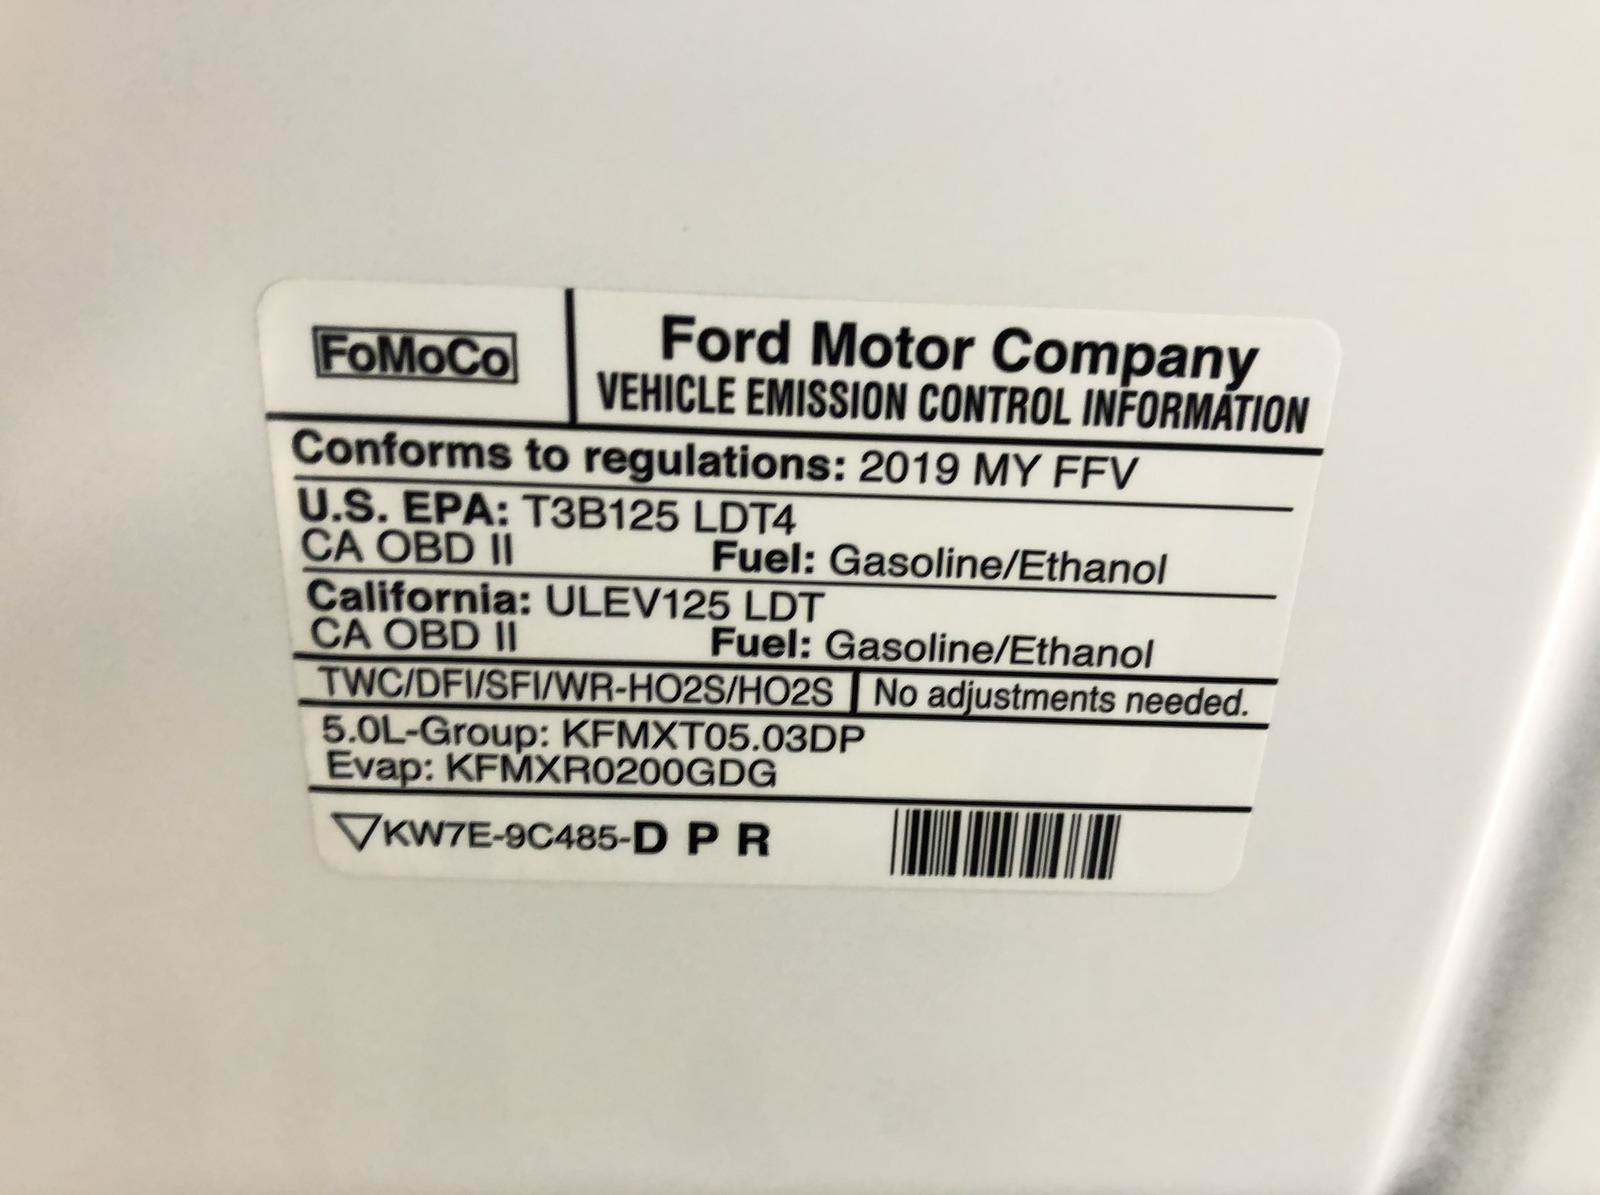 FoMoCo
Ford Motor Company
VEHICLE EMISSION CONTROL INFORMATION
Conforms to regulations: 2019 MY FFV
U.S. EPA: T3B125 LDT4
CA OBD II Fuel: Gasoline/Ethanol
California: ULEV125 LDT
CA OBD II Fuel: Gasoline/Ethanol
TWC/DFI/SFI/WR-HO2S/HO2S No adjustments needed.
5.0L-Group: KFMXT05.03DP
Evap: KFMXR0200GDG
KW7E-9C485-D P R